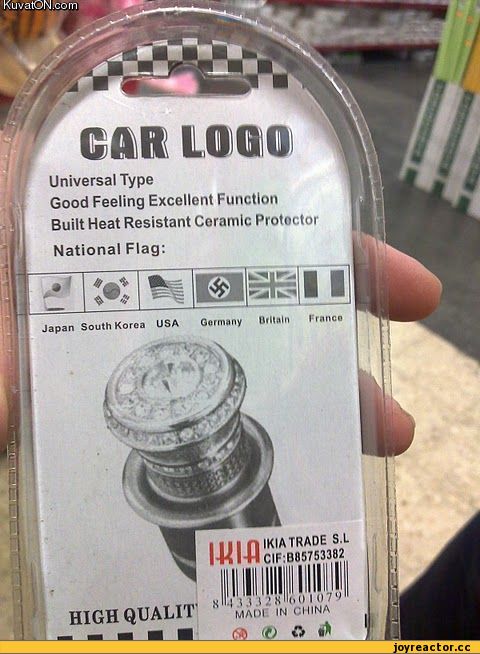 KuvatON.com
CAR LOGO
Universal Type
Good Feeling Excellent Function
Built Heat Resistant Ceramic Protector
National Flag:
Japan South Korea USA Germany Britain France
IKIA IKIA TRADE S.L
CIF:B85753382
8 433328 601079
MADE IN CHINA
HIGH QUALIT
joyreactor.cc